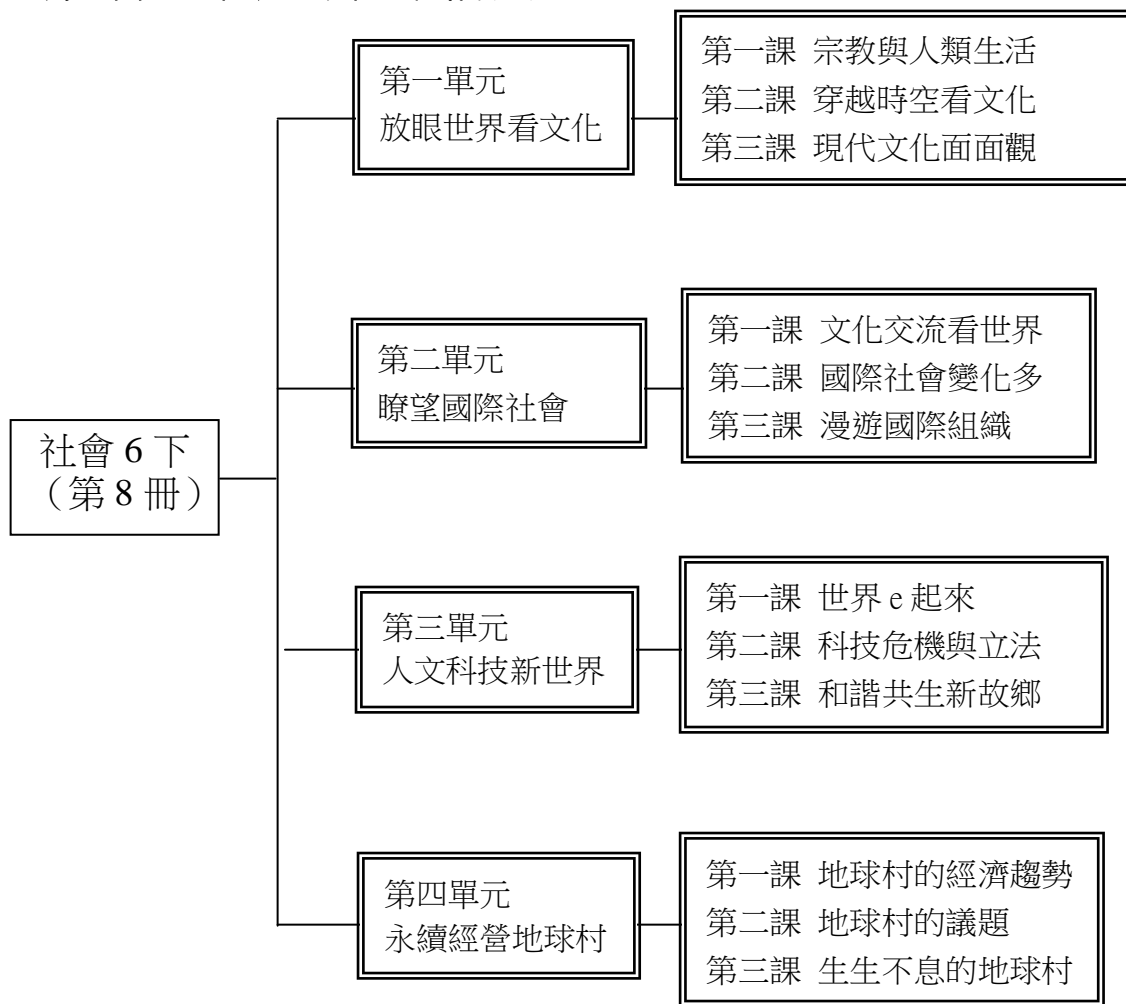 社會 6 下
（第 8 冊）
第一單元
放眼世界看文化
第一課 宗教與人類生活
第二課 穿越時空看文化
第三課 現代文化面面觀
第二單元
瞭望國際社會
第一課 文化交流看世界
第二課 國際社會變化多
第三課 漫遊國際組織
第三單元
人文科技新世界
第一課 世界 e 起來
第二課 科技危機與立法
第三課 和諧共生新故鄉
第四單元
永續經營地球村
第一課 地球村的經濟趨勢
第二課 地球村的議題
第三課 生生不息的地球村